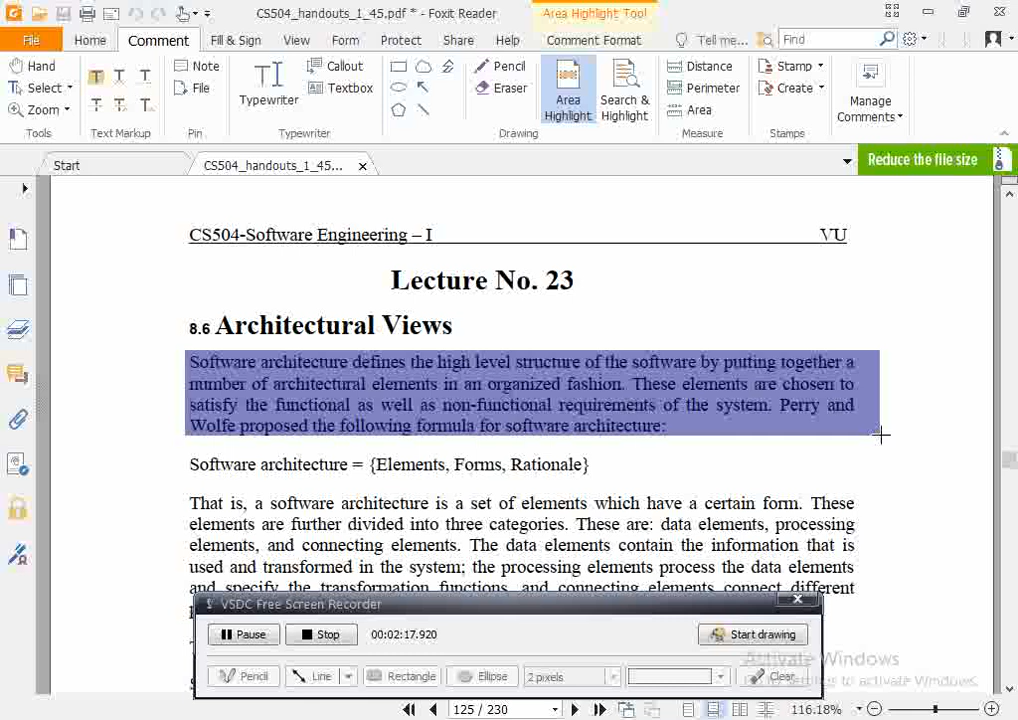 CS504_handouts_1_45.pdf * - Foxit Reader
Area Highlight Tool
File Home Comment Fill & Sign View Form Protect Share Help Comment Format Tell me... Find
Hand
Select
Zoom
Tools
Text Markup
Note
File
Pin
Typewriter
Callout
Textbox
Typewriter
Pencil
Eraser
Area Highlight
Search & Highlight
Drawing
Distance
Perimeter
Area
Measure
Stamp
Create
Stamps
Manage Comments
Start
CS504_handouts_1_45...
Reduce the file size
CS504-Software Engineering – I VU
Lecture No. 23
8.6 Architectural Views
Software architecture defines the high level structure of the software by putting together a
number of architectural elements in an organized fashion. These elements are chosen to
satisfy the functional as well as non-functional requirements of the system. Perry and
Wolfe proposed the following formula for software architecture:
Software architecture = {Elements, Forms, Rationale}
That is, a software architecture is a set of elements which have a certain form. These
elements are further divided into three categories. These are: data elements, processing
elements, and connecting elements. The data elements contain the information that is
used and transformed in the system; the processing elements process the data elements
and specify the transformation functions, and connecting elements connect different
VSDC Free Screen Recorder
Pause Stop 00:02:17.920 Start drawing
Pencil Line Rectangle Ellipse 2 pixels Clear
Activate Windows
Go to Settings to activate Windows.
125 / 230
116.18%